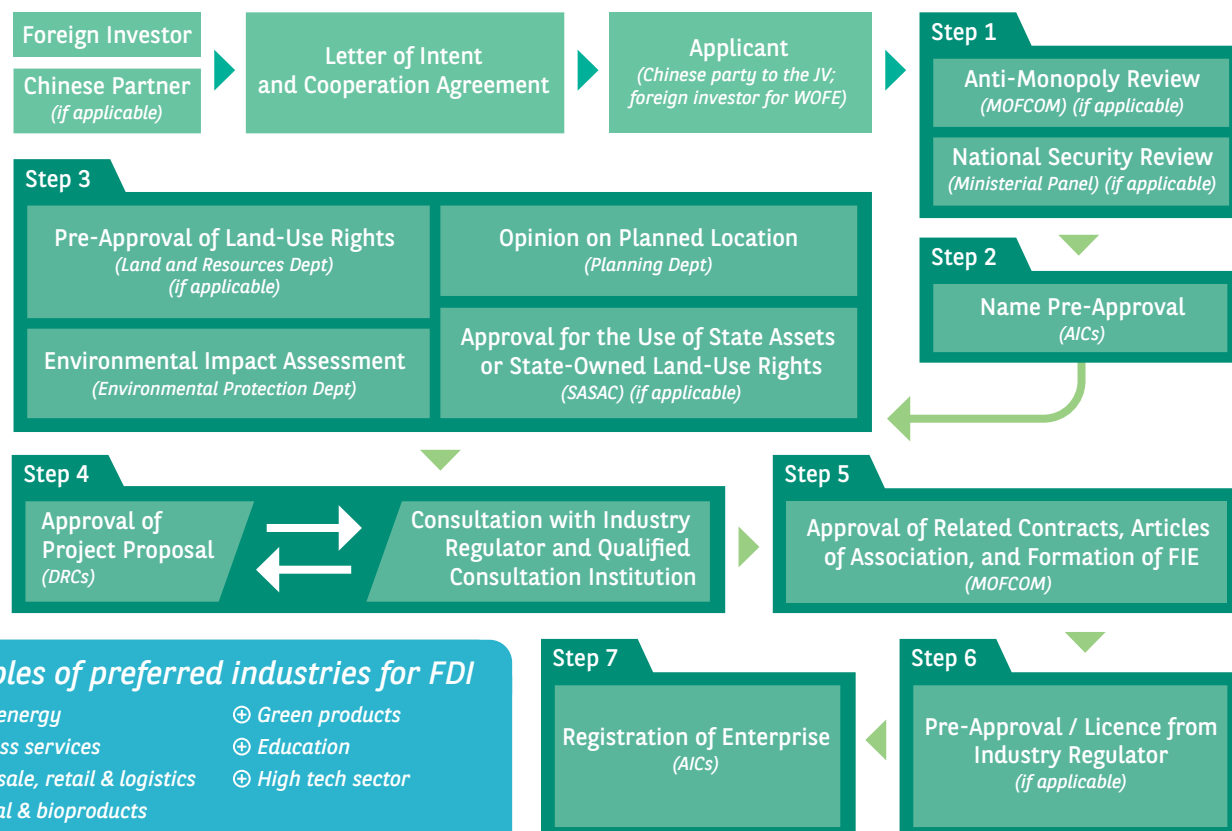 Foreign Investor
Chinese Partner
(if applicable)
Letter of Intent
and Cooperation Agreement
Applicant
(Chinese party to the JV;
foreign investor for WOFE)
Step 1
Anti-Monopoly Review
(MOFCOM) (if applicable)
National Security Review
(Ministerial Panel) (if applicable)
Step 2
Name Pre-Approval
(AICs)
Step 3
Pre-Approval of Land-Use Rights
(Land and Resources Dept)
(if applicable)
Opinion on Planned Location
(Planning Dept)
Environmental Impact Assessment
(Environmental Protection Dept)
Approval for the Use of State Assets
or State-Owned Land-Use Rights
(SASAC) (if applicable)
Step 4
Approval of
Project Proposal
(DRCs)
Consultation with Industry
Regulator and Qualified
Consultation Institution
Step 5
Approval of Related Contracts, Articles
of Association, and Formation of FIE
(MOFCOM)
Step 6
Pre-Approval / Licence from
Industry Regulator
(if applicable)
Step 7
Registration of Enterprise
(AICs)
of preferred industries for FDI
energy
services
retail & logistics
& bioproducts
⊕ Green products
⊕ Education
⊕ High tech sector